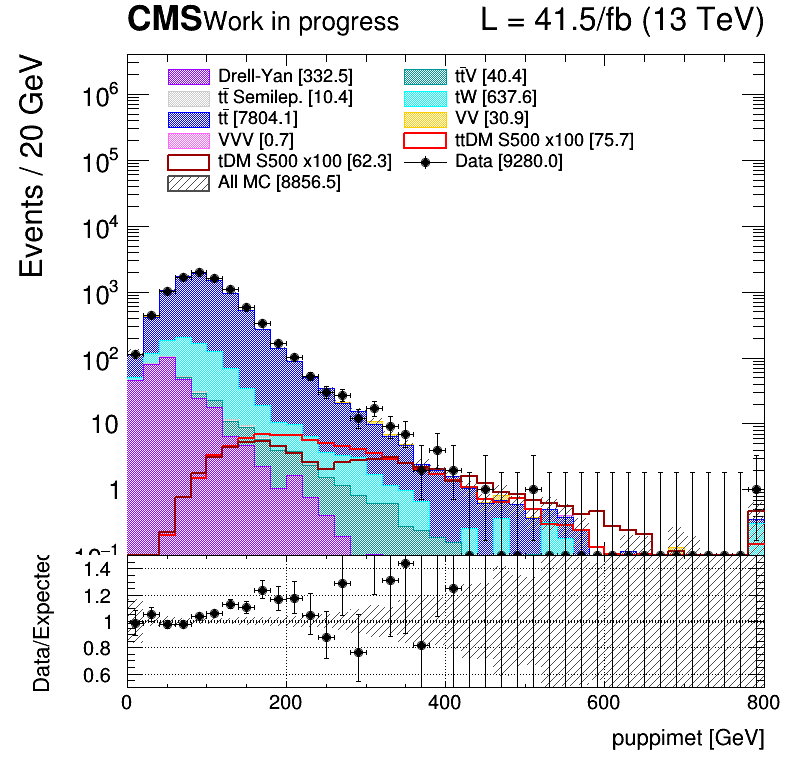 CMS Work in progress L = 41.5/fb (13 TeV)
Events / 20 GeV
10⁶
10⁵
10⁴
10³
10²
10
1
10⁻¹
Drell-Yan [332.5] tt̄V [40.4]
tt̄ Semilep. [10.4] tW [637.6]
tt̄ [7804.1] VV [30.9]
VVV [0.7] ttDM S500 x100 [75.7]
tDM S500 x100 [62.3] Data [9280.0]
All MC [8856.5]
Data/Expected
1.4
1.2
1
0.8
0.6
0 200 400 600 800
puppimet [GeV]